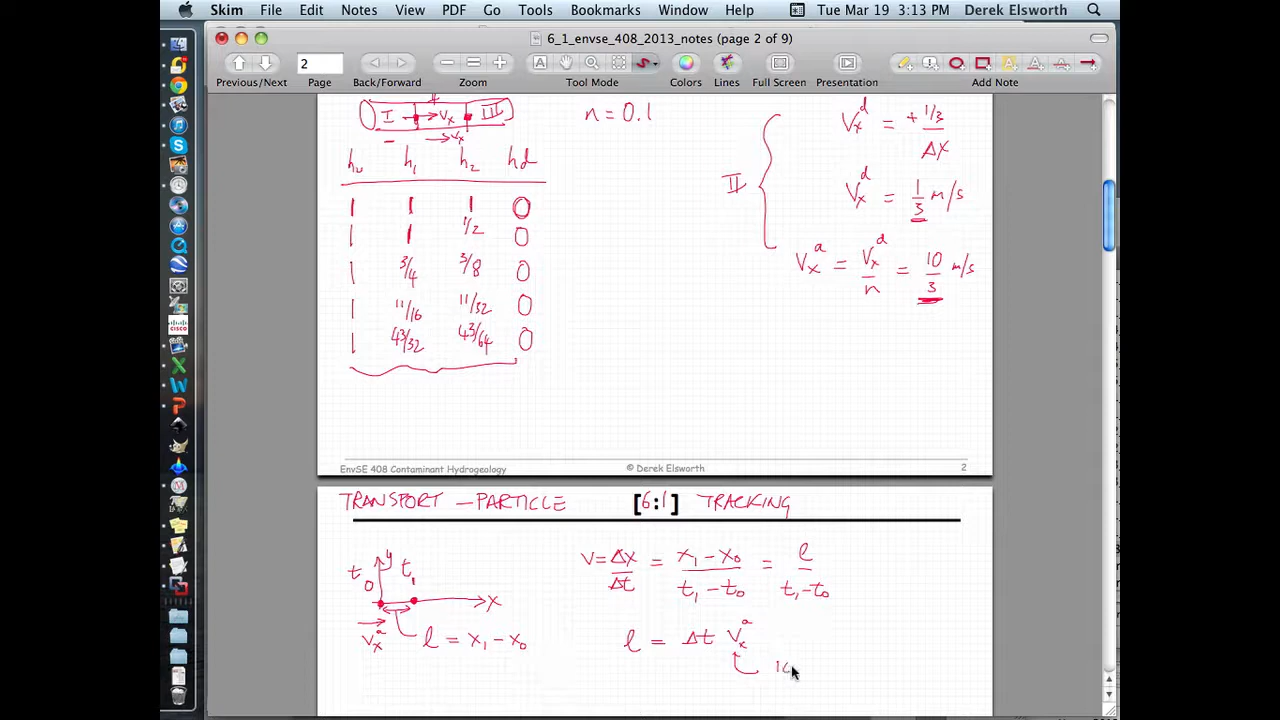 Skim File Edit Notes View PDF Go Tools Bookmarks Window Help Tue Mar 19 3:13 PM Derek Elsworth
6_1_envse_408_2013_notes (page 2 of 9)
2
Previous/Next Page Back/Forward Zoom Tool Mode Colors Lines Full Screen Presentation Add Note
I → Vx III
→ Vx
n = 0.1
hu h1 h2 hd
1 1 1 0
1 1 1/2 0
1 3/4 3/8 0
1 11/16 11/32 0
1 43/32 43/64 0
II
Vx^d = +1/3 / Δx
Vx^d = 1/3 m/s
Vx^a = Vx^d / n = 10/3 m/s
EnvSE 408 Contaminant Hydrogeology © Derek Elsworth 2
TRANSPORT – PARTICLE [6:1] TRACKING
y
t0 t1
x
Vx^a
l = x1 – x0
V = Δx/Δt = (x1 – x0)/(t1 – t0) = l/(t1 – t0)
l = Δt Vx^a
CISCO